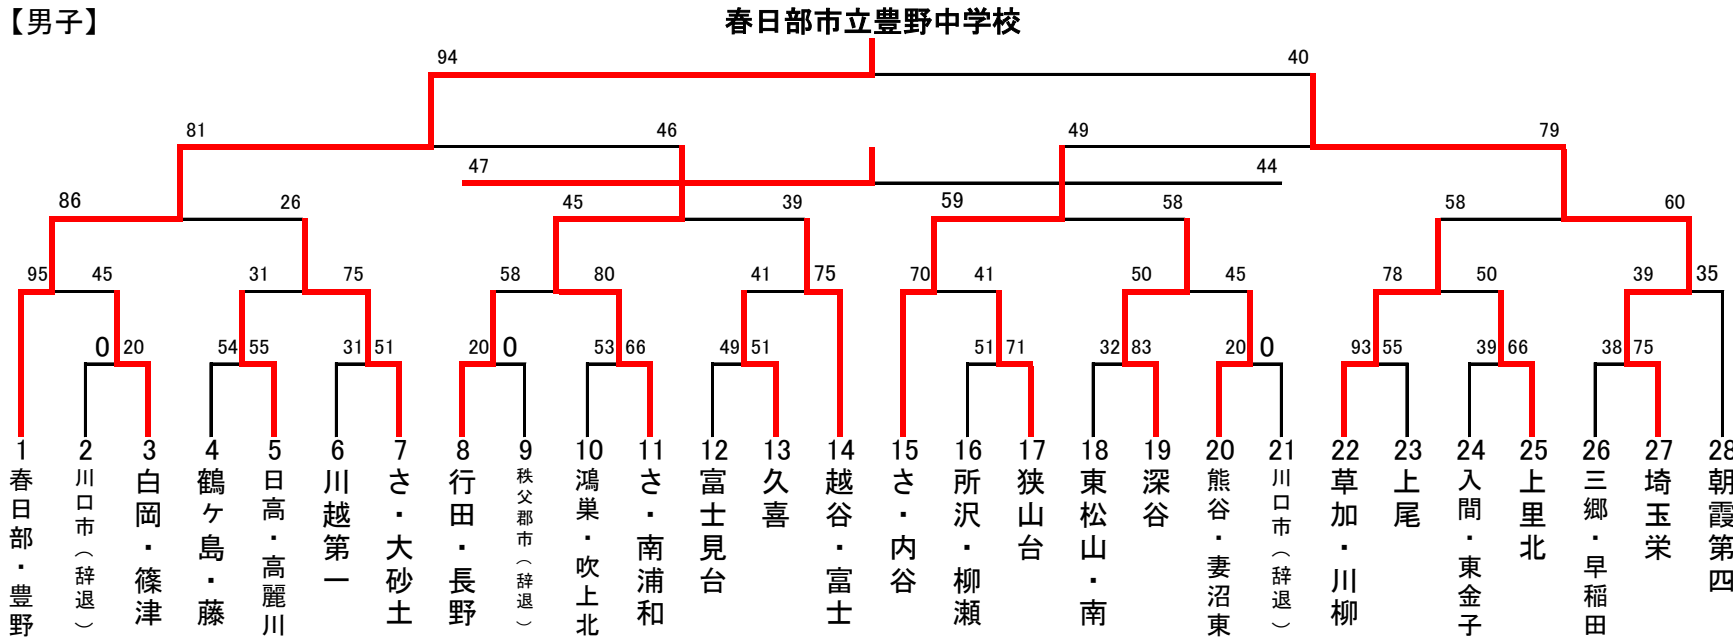 【男子】
春日部市立豊野中学校
94 40
81 46 49 79
47 44
86 26 45 39 59 58 58 60
95 45 31 75 58 80 41 75 70 41 50 45 78 50 39 35
0 20 54 55 31 51 20 0 53 66 49 51 51 71 32 83 20 0 93 55 39 66 38 75
1 2 3 4 5 6 7 8 9 10 11 12 13 14 15 16 17 18 19 20 21 22 23 24 25 26 27 28
春日部・豊野
川口市（辞退）
白岡・篠津
鶴ヶ島・藤
日高・高麗川
川越第一
さ・大砂土
行田・長野
秩父郡市（辞退）
鴻巣・吹上北
さ・南浦和
富士見台
久喜
越谷・富士
さ・内谷
所沢・柳瀬
狭山台
東松山・南
深谷
熊谷・妻沼東
川口市（辞退）
草加・川柳
上尾
入間・東金子
上里北
三郷・早稲田
埼玉栄
朝霞第四